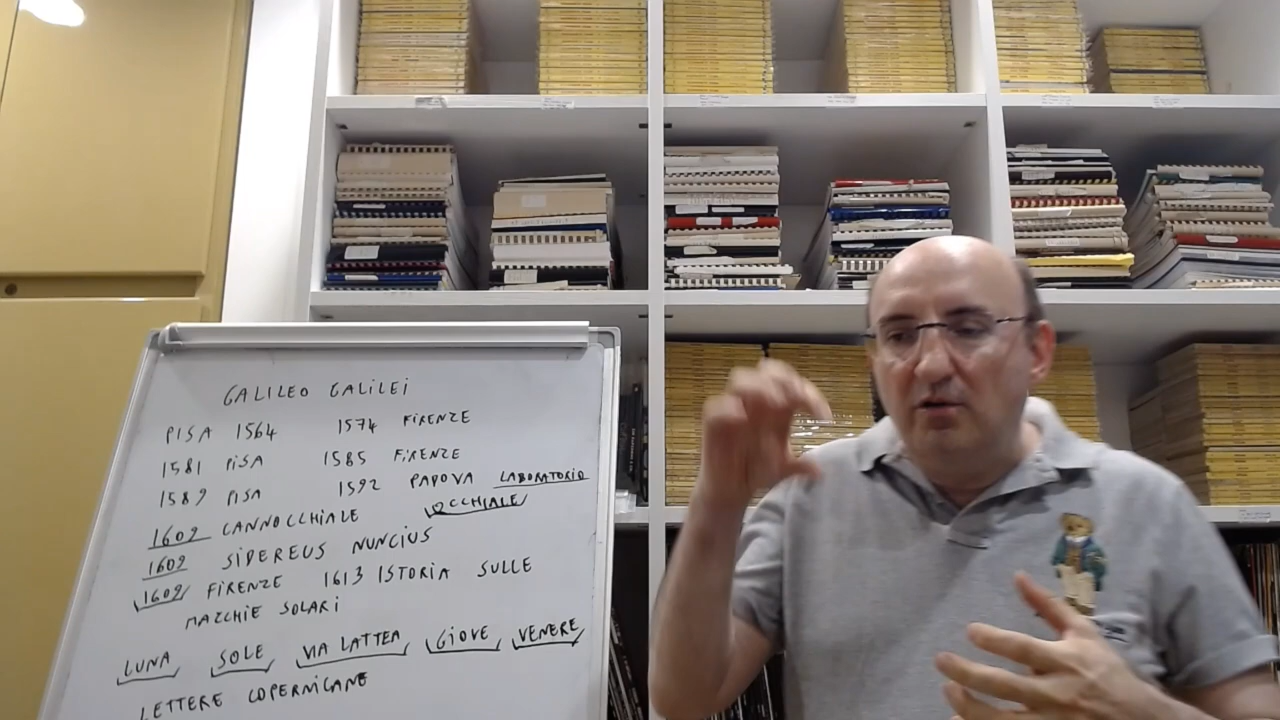 GALILEO GALILEI
PISA 1564 1574 FIRENZE
1581 PISA 1585 FIRENZE
1589 PISA 1592 PADOVA LABORATORIO
1609 CANNOCCHIALE OCCHIALE
1609 SIDEREUS NUNCIUS
1609 FIRENZE 1613 ISTORIA SULLE
MACCHIE SOLARI
LUNA SOLE VIA LATTEA GIOVE VENERE
LETTERE COPERNICANE